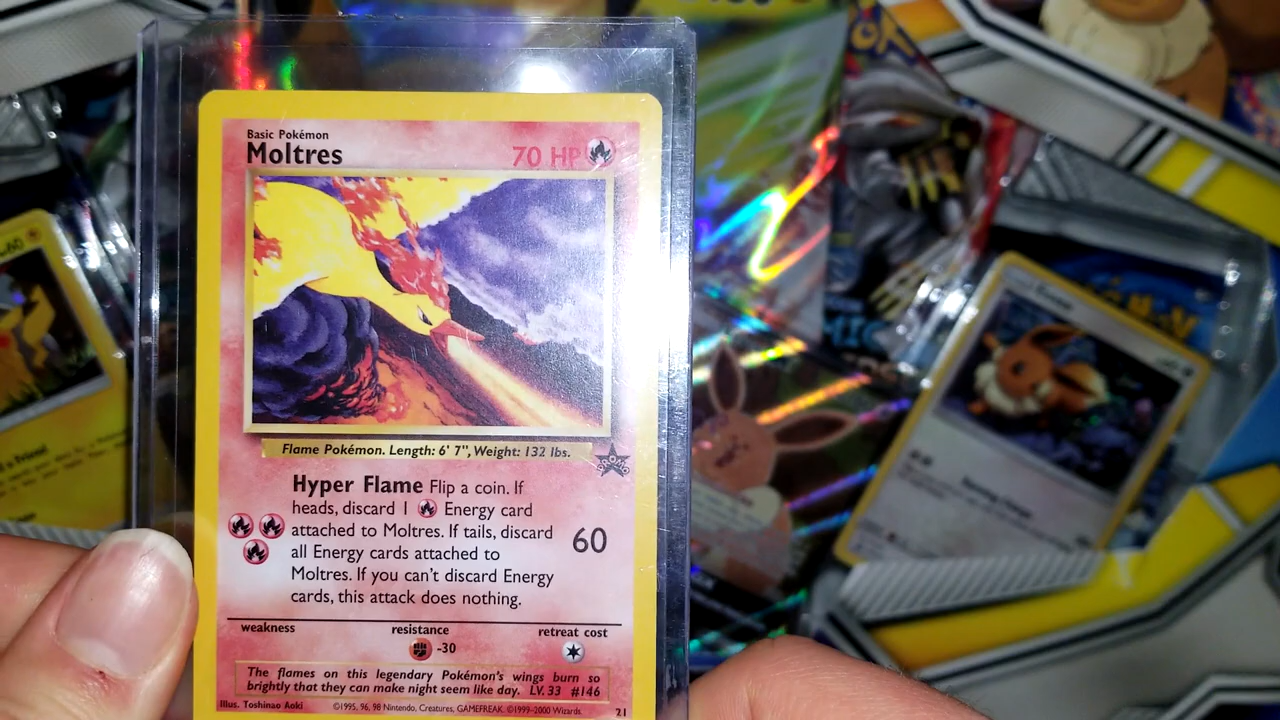 Basic Pokémon
Moltres
70 HP
Flame Pokémon. Length: 6' 7", Weight: 132 lbs.
PROMO
Hyper Flame Flip a coin. If
heads, discard 1 Energy card
attached to Moltres. If tails, discard
all Energy cards attached to
Moltres. If you can't discard Energy
cards, this attack does nothing.
60
weakness
resistance
retreat cost
-30
The flames on this legendary Pokémon's wings burn so
brightly that they can make night seem like day. LV. 33 #146
Illus. Toshinao Aoki
©1995, 96, 98 Nintendo, Creatures, GAMEFREAK. ©1999-2000 Wizards.
21
60